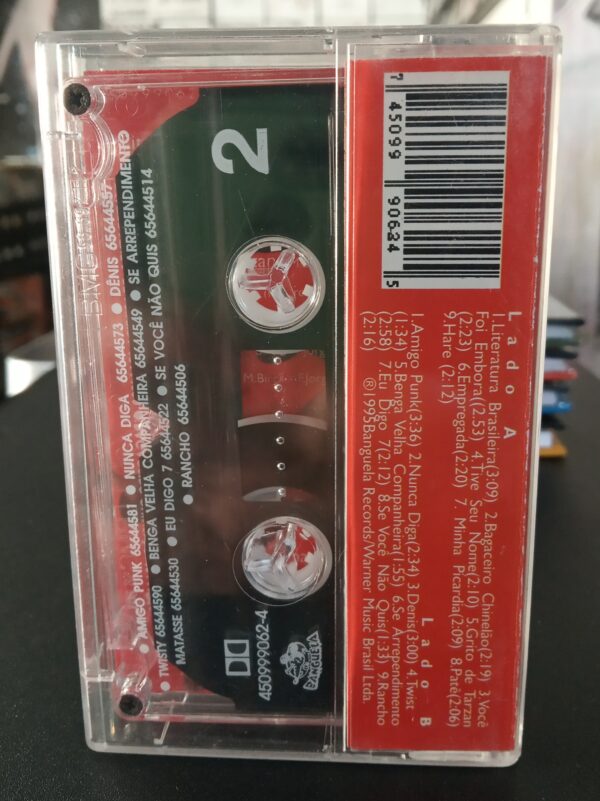 2
BMG
• AMIGO PUNK 65644581 • NUNCA DIGA 65644573 • DÊNIS 65644557
• TWISTY 65644590 • BENGA VELHA COMPANHEIRA 65644549 • SE ARREPENDIMENTO
MATASSE 65644530 • EU DIGO 7 65644522 • SE VOCÊ NÃO QUIS 65644514
• RANCHO 65644506
450999062-4
BANGUELA
7 45099 90624 5
Lado A
1.Literatura Brasileira(3:09) 2.Bagaceiro Chinelão(2:19) 3.Você
Foi Embora((2:53) 4.Tive Seu Nome(2:10) 5.Grito de Tarzan
(2:23) 6.Empregada(2:20) 7. Minha Picardia(2:09) 8.Patê(2:06)
9.Hare (2:12)
Lado B
1.Amigo Punk(3:36) 2.Nunca Diga(2:34) 3.Denis(3:00) 4.Twist -
(1:34) 5.Benga Velha Companheira(1:55) 6.Se Arrependimento
(2:58) 7.Eu Digo 7(2:12) 8.Se Você Não Quis(1:33) 9.Rancho
(2:16)
℗1995Banguela Records/Warner Music Brasil Ltda.